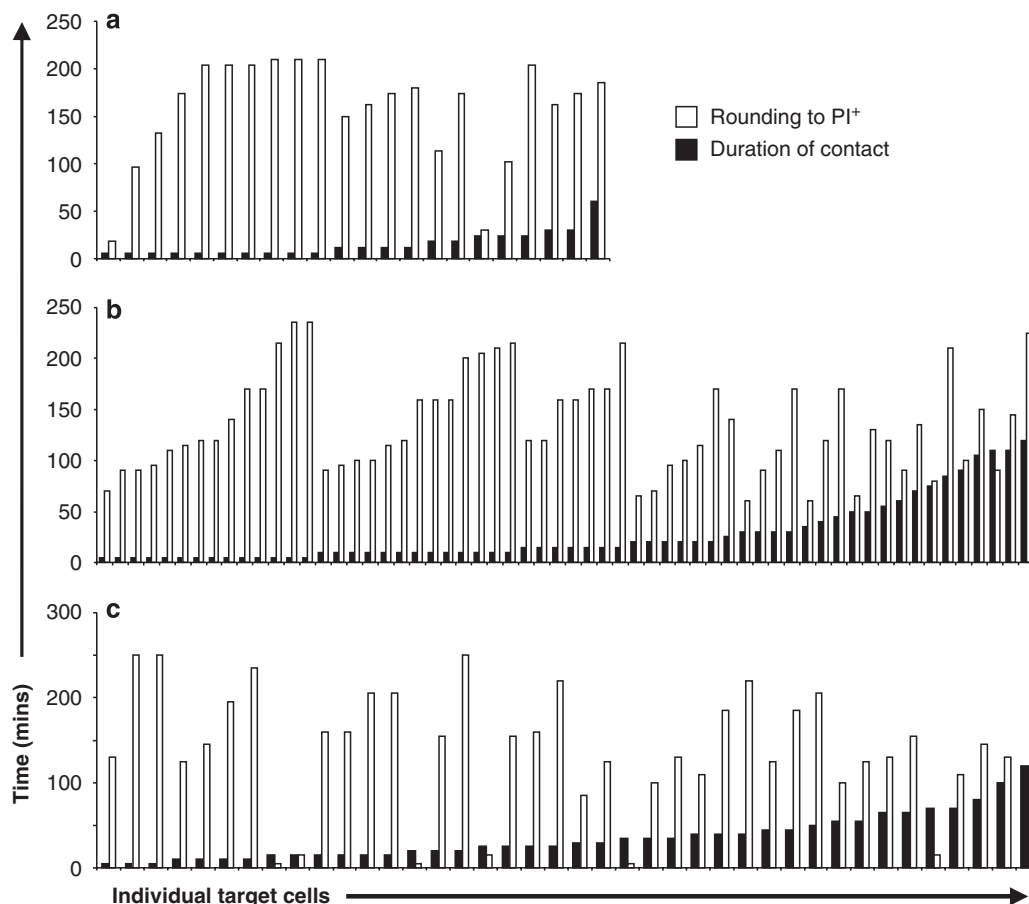 a
250
200
150
100
50
0
Rounding to PI+
Duration of contact
b
250
200
150
100
50
0
c
300
200
100
0
Time (mins)
Individual target cells